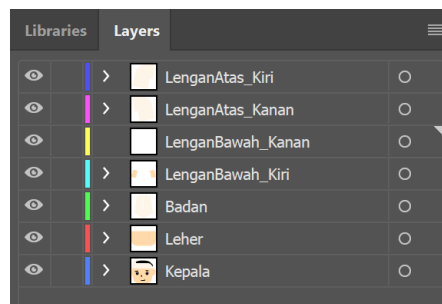 Libraries Layers
LenganAtas_Kiri
LenganAtas_Kanan
LenganBawah_Kanan
LenganBawah_Kiri
Badan
Leher
Kepala